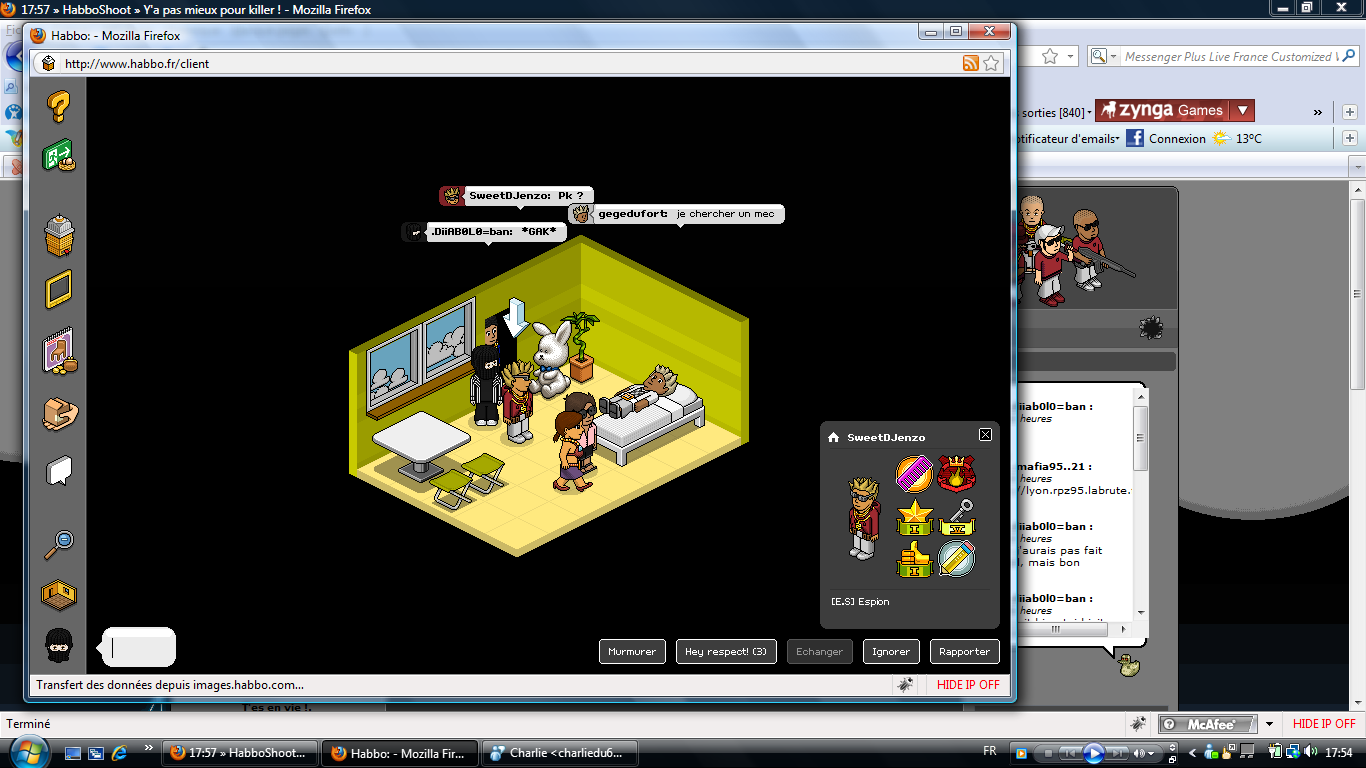 17:57 » HabboShoot » Y'a pas mieux pour killer ! - Mozilla Firefox
Habbo: - Mozilla Firefox
http://www.habbo.fr/client
Messenger Plus Live France Customized
sorties [840]
zynga Games
»
otificateur d'emails
Connexion
13°C
SweetDJenzo: Pk ?
gegedufort: je chercher un mec
.DiiAB0L0=ban: *GAK*
iiab0l0=ban :
heures
mafia95..21 :
heures
//lyon.rpz95.labrute.
iiab0l0=ban :
heures
'aurais pas fait
, mais bon
iiab0l0=ban :
heures
SweetDJenzo
I
IV
I
[E.S] Espion
Murmurer
Hey respect! (3)
Echanger
Ignorer
Rapporter
Transfert des données depuis images.habbo.com...
HIDE IP OFF
T'es en vie !.
Terminé
McAfee
HIDE IP OFF
»
17:57 » HabboShoot...
Habbo: - Mozilla Fir...
Charlie <charliedu6...
FR
17:54